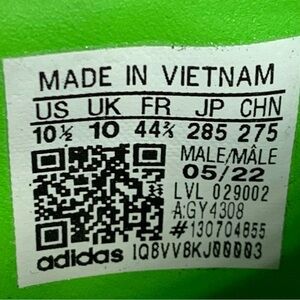 MADE IN VIETNAM
US UK FR JP CHN
10½ 10 44⅔ 285 275
MALE/MÂLE
05/22
LVL 029002
A:GY4308
#130704855
adidas 1Q8VV8KJ00003